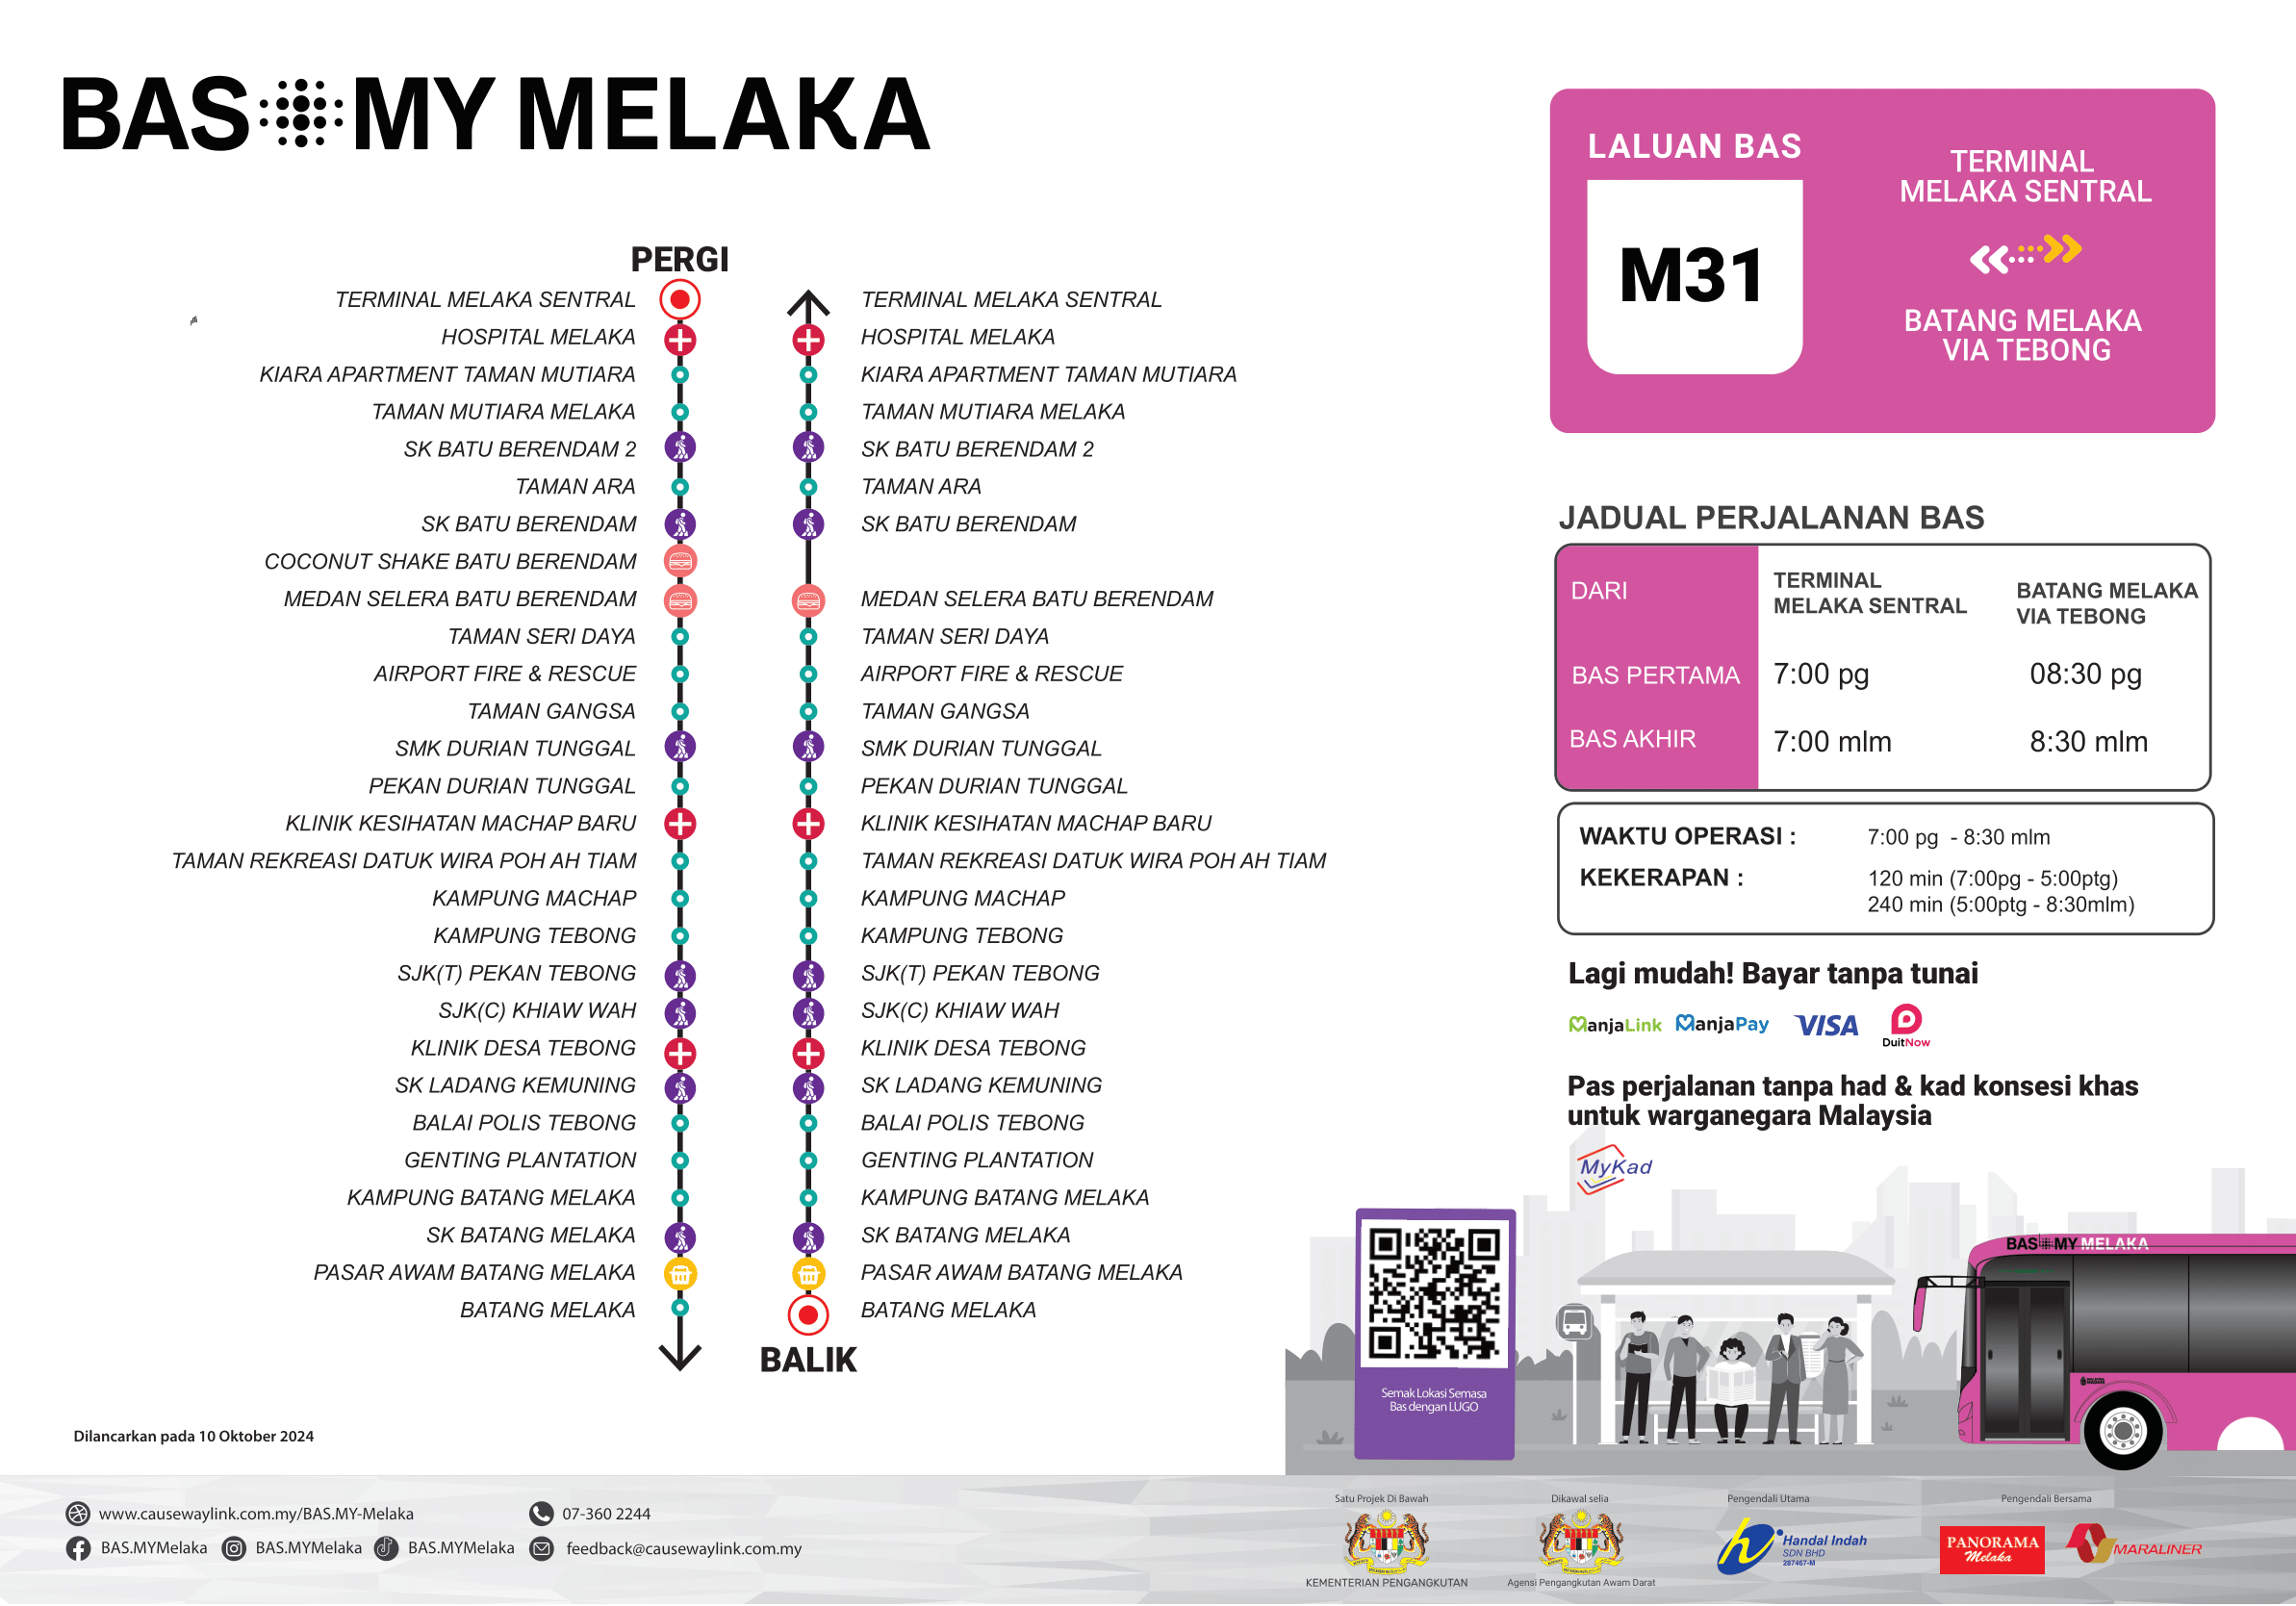 BAS MY MELAKA
PERGI
TERMINAL MELAKA SENTRAL
HOSPITAL MELAKA
KIARA APARTMENT TAMAN MUTIARA
TAMAN MUTIARA MELAKA
SK BATU BERENDAM 2
TAMAN ARA
SK BATU BERENDAM
COCONUT SHAKE BATU BERENDAM
MEDAN SELERA BATU BERENDAM
TAMAN SERI DAYA
AIRPORT FIRE & RESCUE
TAMAN GANGSA
SMK DURIAN TUNGGAL
PEKAN DURIAN TUNGGAL
KLINIK KESIHATAN MACHAP BARU
TAMAN REKREASI DATUK WIRA POH AH TIAM
KAMPUNG MACHAP
KAMPUNG TEBONG
SJK(T) PEKAN TEBONG
SJK(C) KHIAW WAH
KLINIK DESA TEBONG
SK LADANG KEMUNING
BALAI POLIS TEBONG
GENTING PLANTATION
KAMPUNG BATANG MELAKA
SK BATANG MELAKA
PASAR AWAM BATANG MELAKA
BATANG MELAKA
TERMINAL MELAKA SENTRAL
HOSPITAL MELAKA
KIARA APARTMENT TAMAN MUTIARA
TAMAN MUTIARA MELAKA
SK BATU BERENDAM 2
TAMAN ARA
SK BATU BERENDAM
MEDAN SELERA BATU BERENDAM
TAMAN SERI DAYA
AIRPORT FIRE & RESCUE
TAMAN GANGSA
SMK DURIAN TUNGGAL
PEKAN DURIAN TUNGGAL
KLINIK KESIHATAN MACHAP BARU
TAMAN REKREASI DATUK WIRA POH AH TIAM
KAMPUNG MACHAP
KAMPUNG TEBONG
SJK(T) PEKAN TEBONG
SJK(C) KHIAW WAH
KLINIK DESA TEBONG
SK LADANG KEMUNING
BALAI POLIS TEBONG
GENTING PLANTATION
KAMPUNG BATANG MELAKA
SK BATANG MELAKA
PASAR AWAM BATANG MELAKA
BATANG MELAKA
BALIK
LALUAN BAS
M31
TERMINAL
MELAKA SENTRAL
BATANG MELAKA
VIA TEBONG
JADUAL PERJALANAN BAS
DARI
TERMINAL
MELAKA SENTRAL
BATANG MELAKA
VIA TEBONG
BAS PERTAMA 7:00 pg 08:30 pg
BAS AKHIR 7:00 mlm 8:30 mlm
WAKTU OPERASI : 7:00 pg - 8:30 mlm
KEKERAPAN : 120 min (7:00pg - 5:00ptg)
240 min (5:00ptg - 8:30mlm)
Lagi mudah! Bayar tanpa tunai
ManjaLink ManjaPay VISA DuitNow
Pas perjalanan tanpa had & kad konsesi khas
untuk warganegara Malaysia
MyKad
BAS MY MELAKA
Semak Lokasi Semasa
Bas dengan LUGO
Dilancarkan pada 10 Oktober 2024
www.causewaylink.com.my/BAS.MY-Melaka
07-360 2244
BAS.MYMelaka BAS.MYMelaka BAS.MYMelaka feedback@causewaylink.com.my
Satu Projek Di Bawah
KEMENTERIAN PENGANGKUTAN
Dikawal selia
Agensi Pengangkutan Awam Darat
Pengendali Utama
Handal Indah
SDN BHD
287467-M
Pengendali Bersama
PANORAMA
Melaka
MARALINER